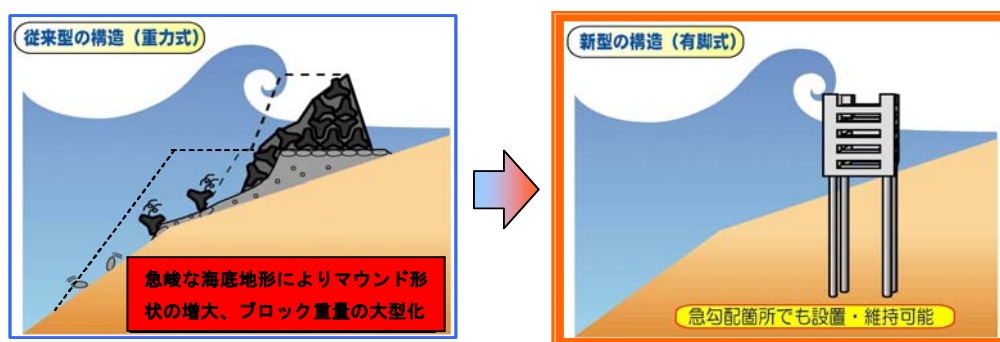 従来型の構造（重力式）
急峻な海底地形によりマウンド形
状の増大、ブロック重量の大型化
新型の構造（有脚式）
急勾配箇所でも設置・維持可能